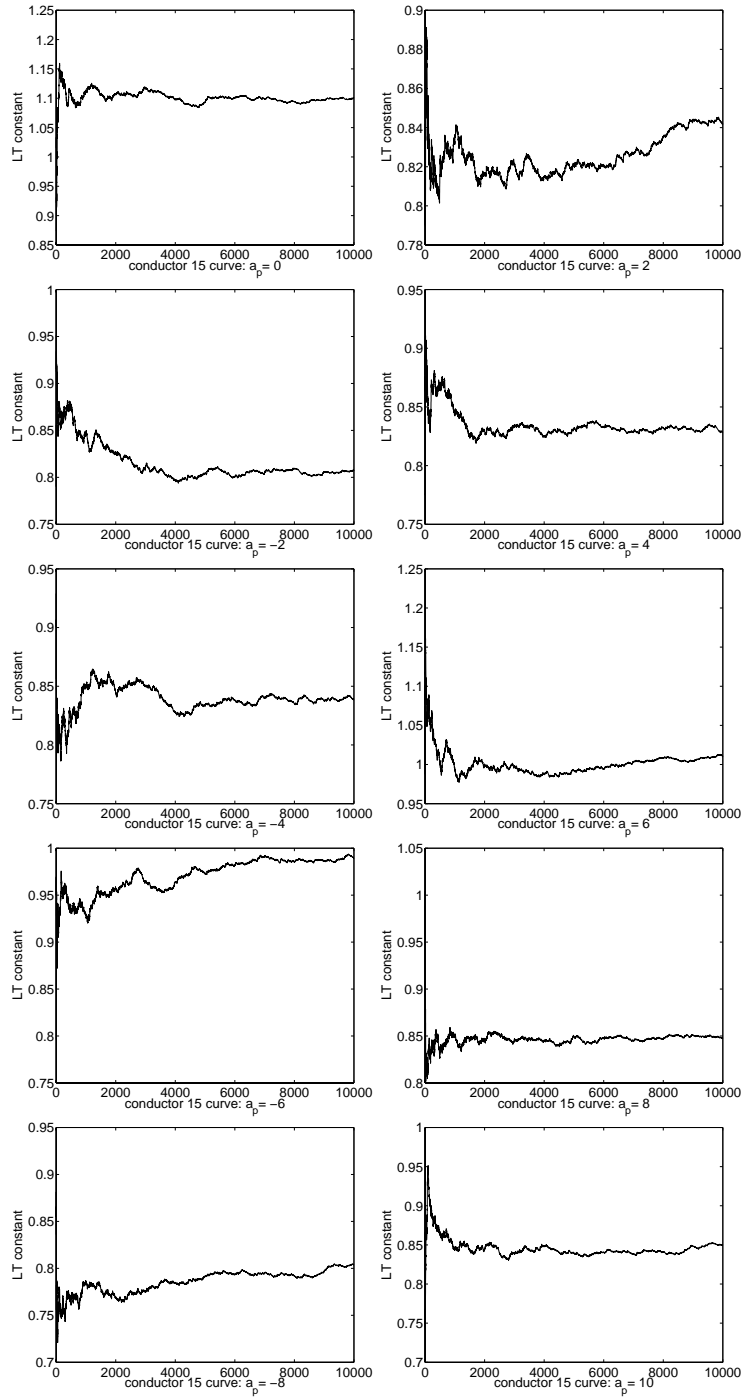 1.25
1.2
1.15
1.1
1.05
1
0.95
0.9
0.85
LT constant
0 2000 4000 6000 8000 10000
conductor 15 curve: a_p = 0
0.9
0.88
0.86
0.84
0.82
0.8
0.78
LT constant
0 2000 4000 6000 8000 10000
conductor 15 curve: a_p = 2
1
0.95
0.9
0.85
0.8
0.75
LT constant
0 2000 4000 6000 8000 10000
conductor 15 curve: a_p = −2
0.95
0.9
0.85
0.8
0.75
LT constant
0 2000 4000 6000 8000 10000
conductor 15 curve: a_p = 4
0.95
0.9
0.85
0.8
0.75
LT constant
0 2000 4000 6000 8000 10000
conductor 15 curve: a_p = −4
1.25
1.2
1.15
1.1
1.05
1
0.95
LT constant
0 2000 4000 6000 8000 10000
conductor 15 curve: a_p = 6
1
0.95
0.9
0.85
0.8
0.75
LT constant
0 2000 4000 6000 8000 10000
conductor 15 curve: a_p = −6
1.05
1
0.95
0.9
0.85
0.8
LT constant
0 2000 4000 6000 8000 10000
conductor 15 curve: a_p = 8
0.95
0.9
0.85
0.8
0.75
0.7
LT constant
0 2000 4000 6000 8000 10000
conductor 15 curve: a_p = −8
1
0.95
0.9
0.85
0.8
0.75
0.7
0.65
LT constant
0 2000 4000 6000 8000 10000
conductor 15 curve: a_p = 10